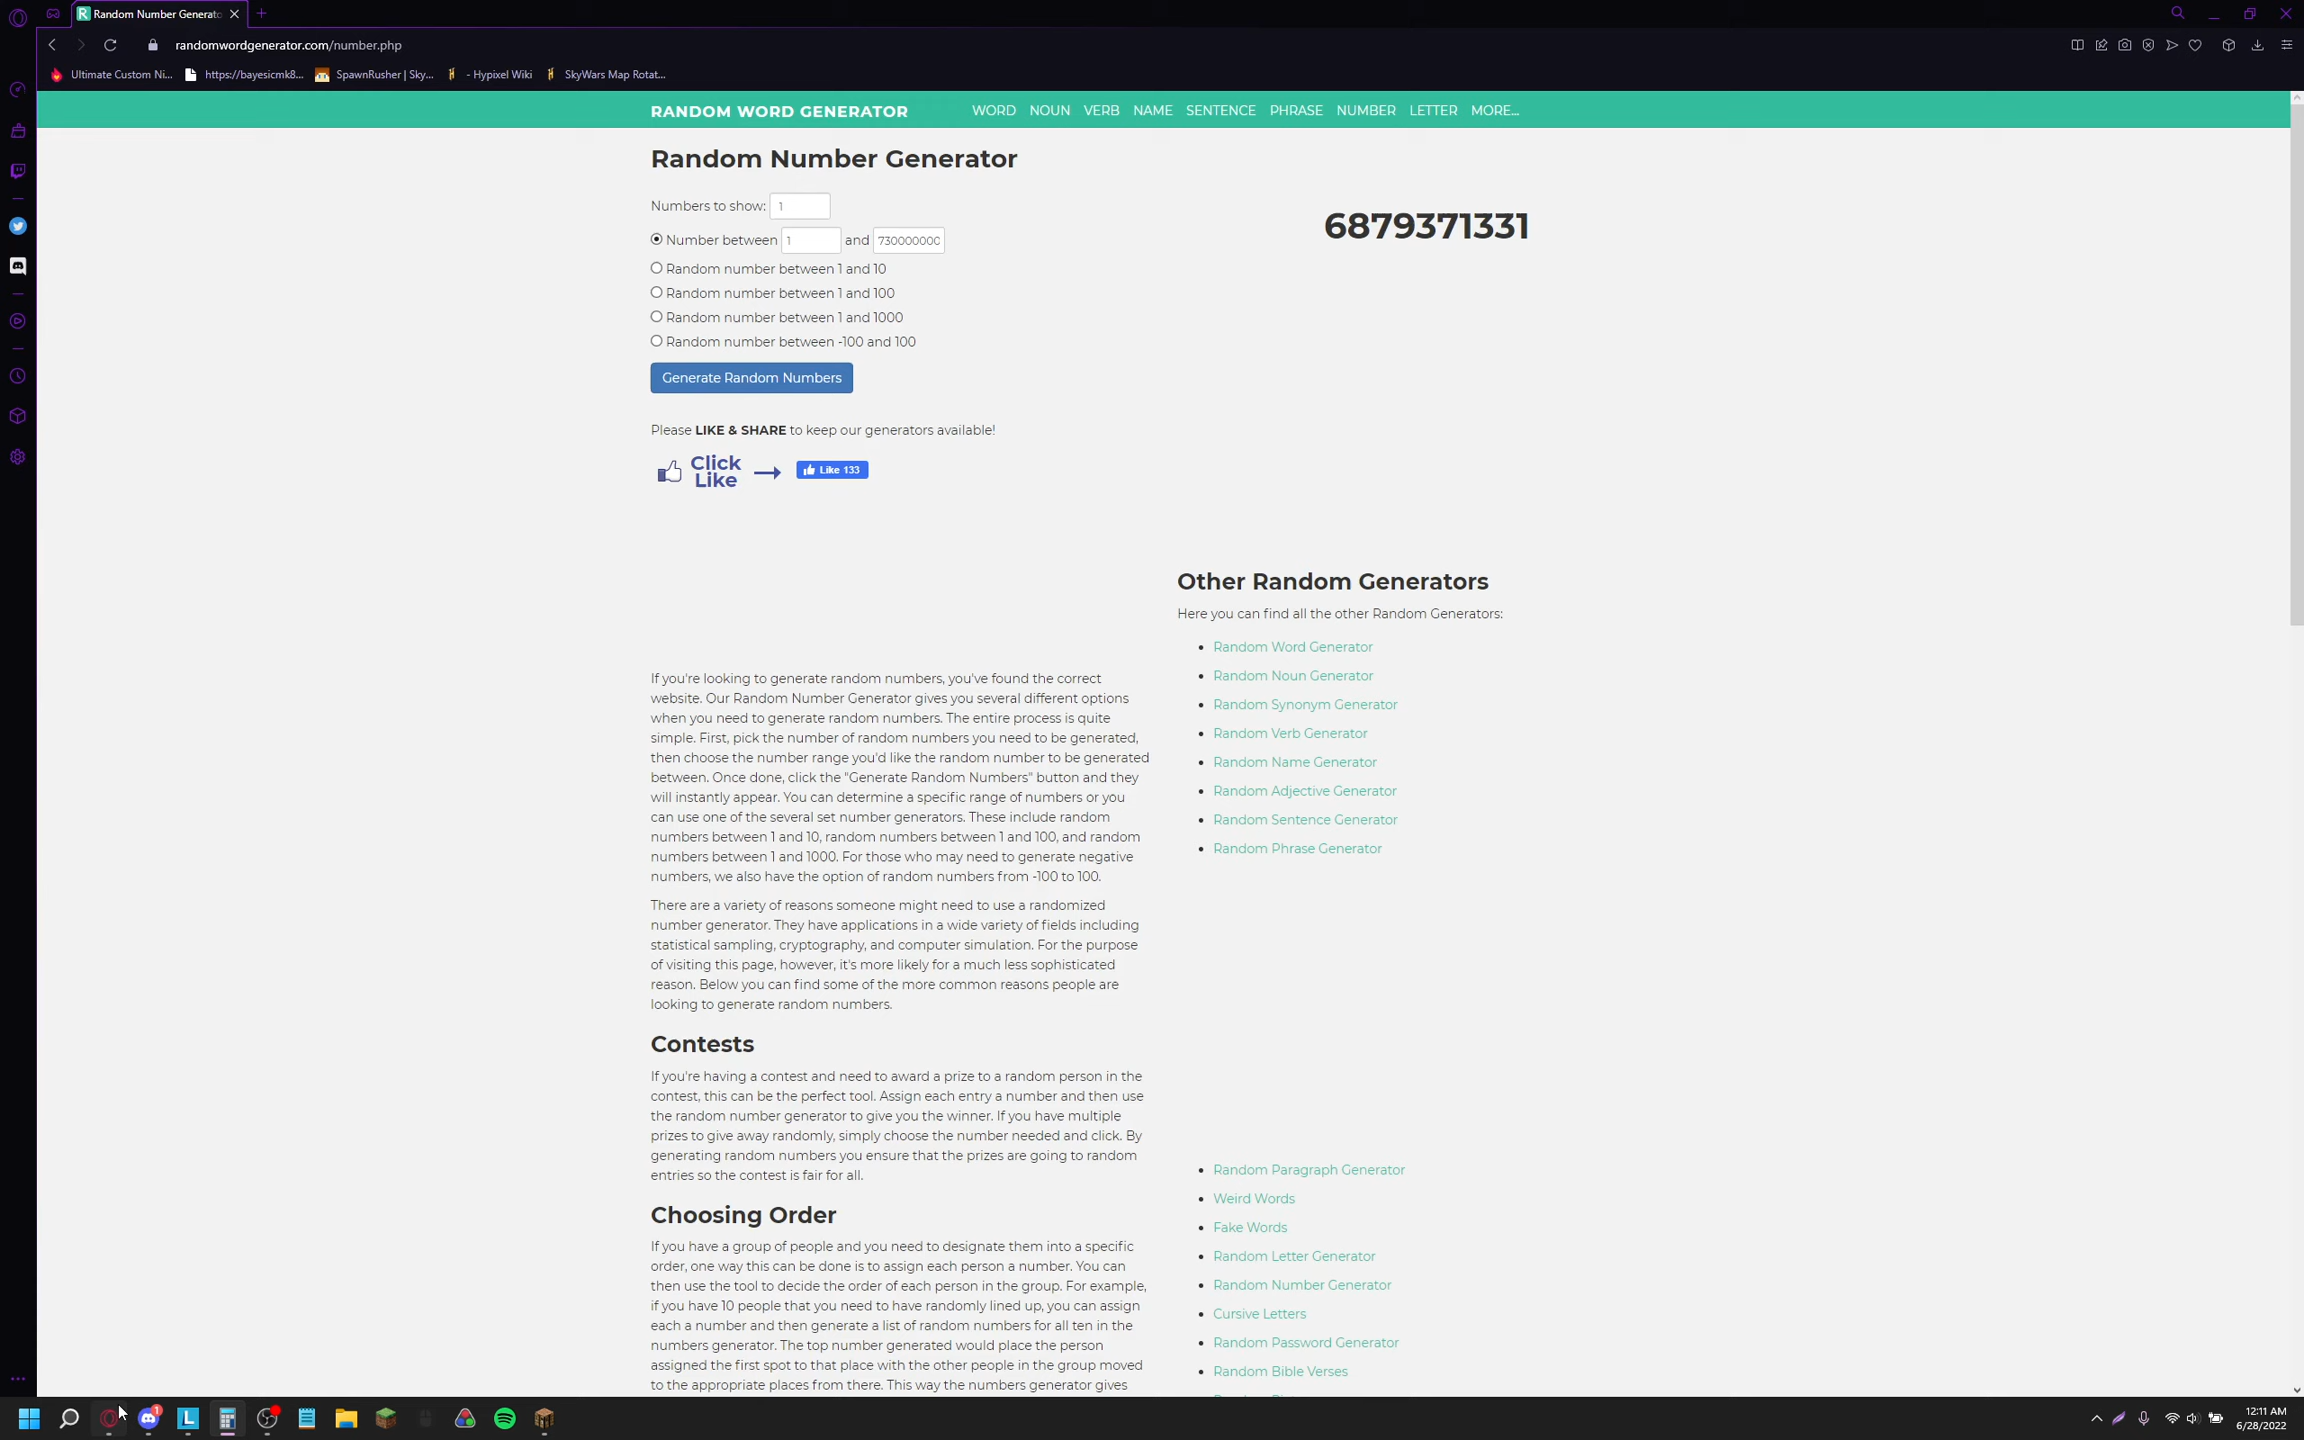 Random Number Generato
randomwordgenerator.com/number.php
Ultimate Custom Ni...
https://bayesicmk8...
SpawnRusher | Sky...
- Hypixel Wiki
SkyWars Map Rotat...
RANDOM WORD GENERATOR
WORD NOUN VERB NAME SENTENCE PHRASE NUMBER LETTER MORE...
Random Number Generator
Numbers to show: 1
Number between 1 and 730000000
Random number between 1 and 10
Random number between 1 and 100
Random number between 1 and 1000
Random number between -100 and 100
Generate Random Numbers
6879371331
Please LIKE & SHARE to keep our generators available!
Click
Like
Like 133
If you're looking to generate random numbers, you've found the correct
website. Our Random Number Generator gives you several different options
when you need to generate random numbers. The entire process is quite
simple. First, pick the number of random numbers you need to be generated,
then choose the number range you'd like the random number to be generated
between. Once done, click the "Generate Random Numbers" button and they
will instantly appear. You can determine a specific range of numbers or you
can use one of the several set number generators. These include random
numbers between 1 and 10, random numbers between 1 and 100, and random
numbers between 1 and 1000. For those who may need to generate negative
numbers, we also have the option of random numbers from -100 to 100.
There are a variety of reasons someone might need to use a randomized
number generator. They have applications in a wide variety of fields including
statistical sampling, cryptography, and computer simulation. For the purpose
of visiting this page, however, it's more likely for a much less sophisticated
reason. Below you can find some of the more common reasons people are
looking to generate random numbers.
Contests
If you're having a contest and need to award a prize to a random person in the
contest, this can be the perfect tool. Assign each entry a number and then use
the random number generator to give you the winner. If you have multiple
prizes to give away randomly, simply choose the number needed and click. By
generating random numbers you ensure that the prizes are going to random
entries so the contest is fair for all.
Choosing Order
If you have a group of people and you need to designate them into a specific
order, one way this can be done is to assign each person a number. You can
then use the tool to decide the order of each person in the group. For example,
if you have 10 people that you need to have randomly lined up, you can assign
each a number and then generate a list of random numbers for all ten in the
numbers generator. The top number generated would place the person
assigned the first spot to that place with the other people in the group moved
to the appropriate places from there. This way the numbers generator gives
Other Random Generators
Here you can find all the other Random Generators:
Random Word Generator
Random Noun Generator
Random Synonym Generator
Random Verb Generator
Random Name Generator
Random Adjective Generator
Random Sentence Generator
Random Phrase Generator
Random Paragraph Generator
Weird Words
Fake Words
Random Letter Generator
Random Number Generator
Cursive Letters
Random Password Generator
Random Bible Verses
1
L
12:11 AM
6/28/2022